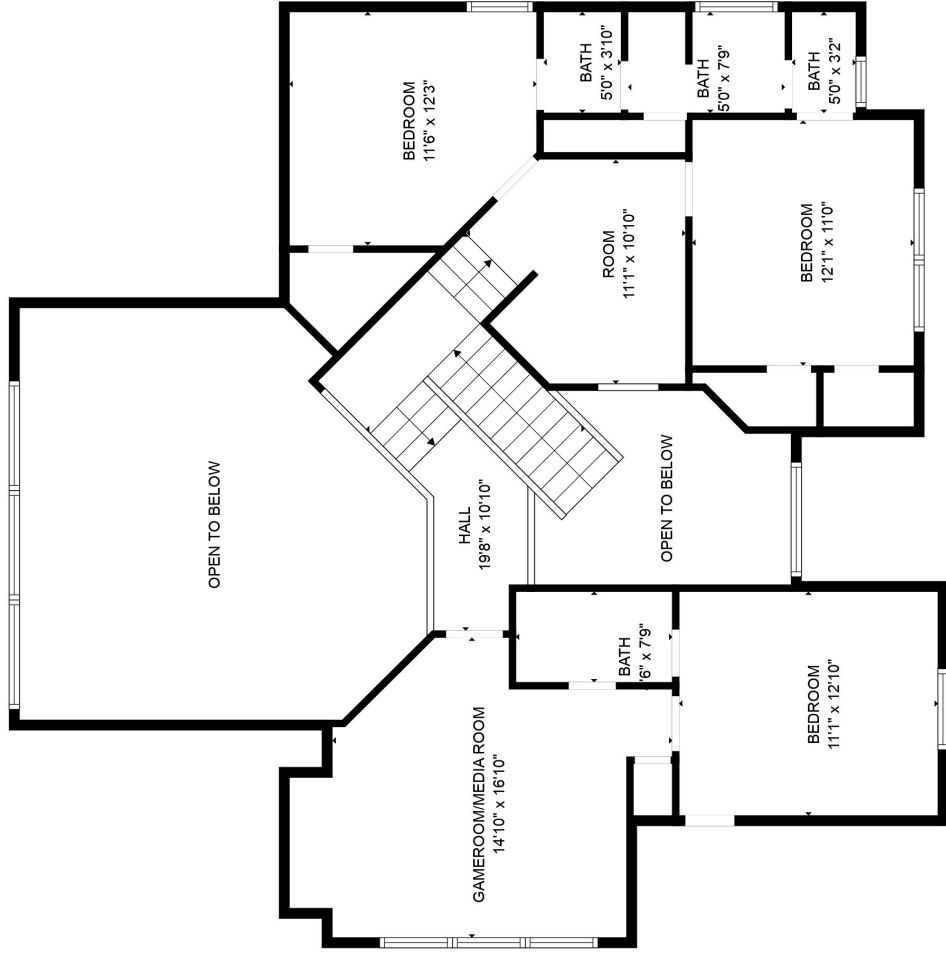 BEDROOM
11'6" x 12'3"
BATH
5'0" x 3'10"
BATH
5'0" x 7'9"
BATH
5'0" x 3'2"
ROOM
11'1" x 10'10"
BEDROOM
12'1" x 11'0"
OPEN TO BELOW
HALL
19'8" x 10'10"
OPEN TO BELOW
BATH
'6" x 7'9"
GAMEROOM/MEDIA ROOM
14'10" x 16'10"
BEDROOM
11'1" x 12'10"